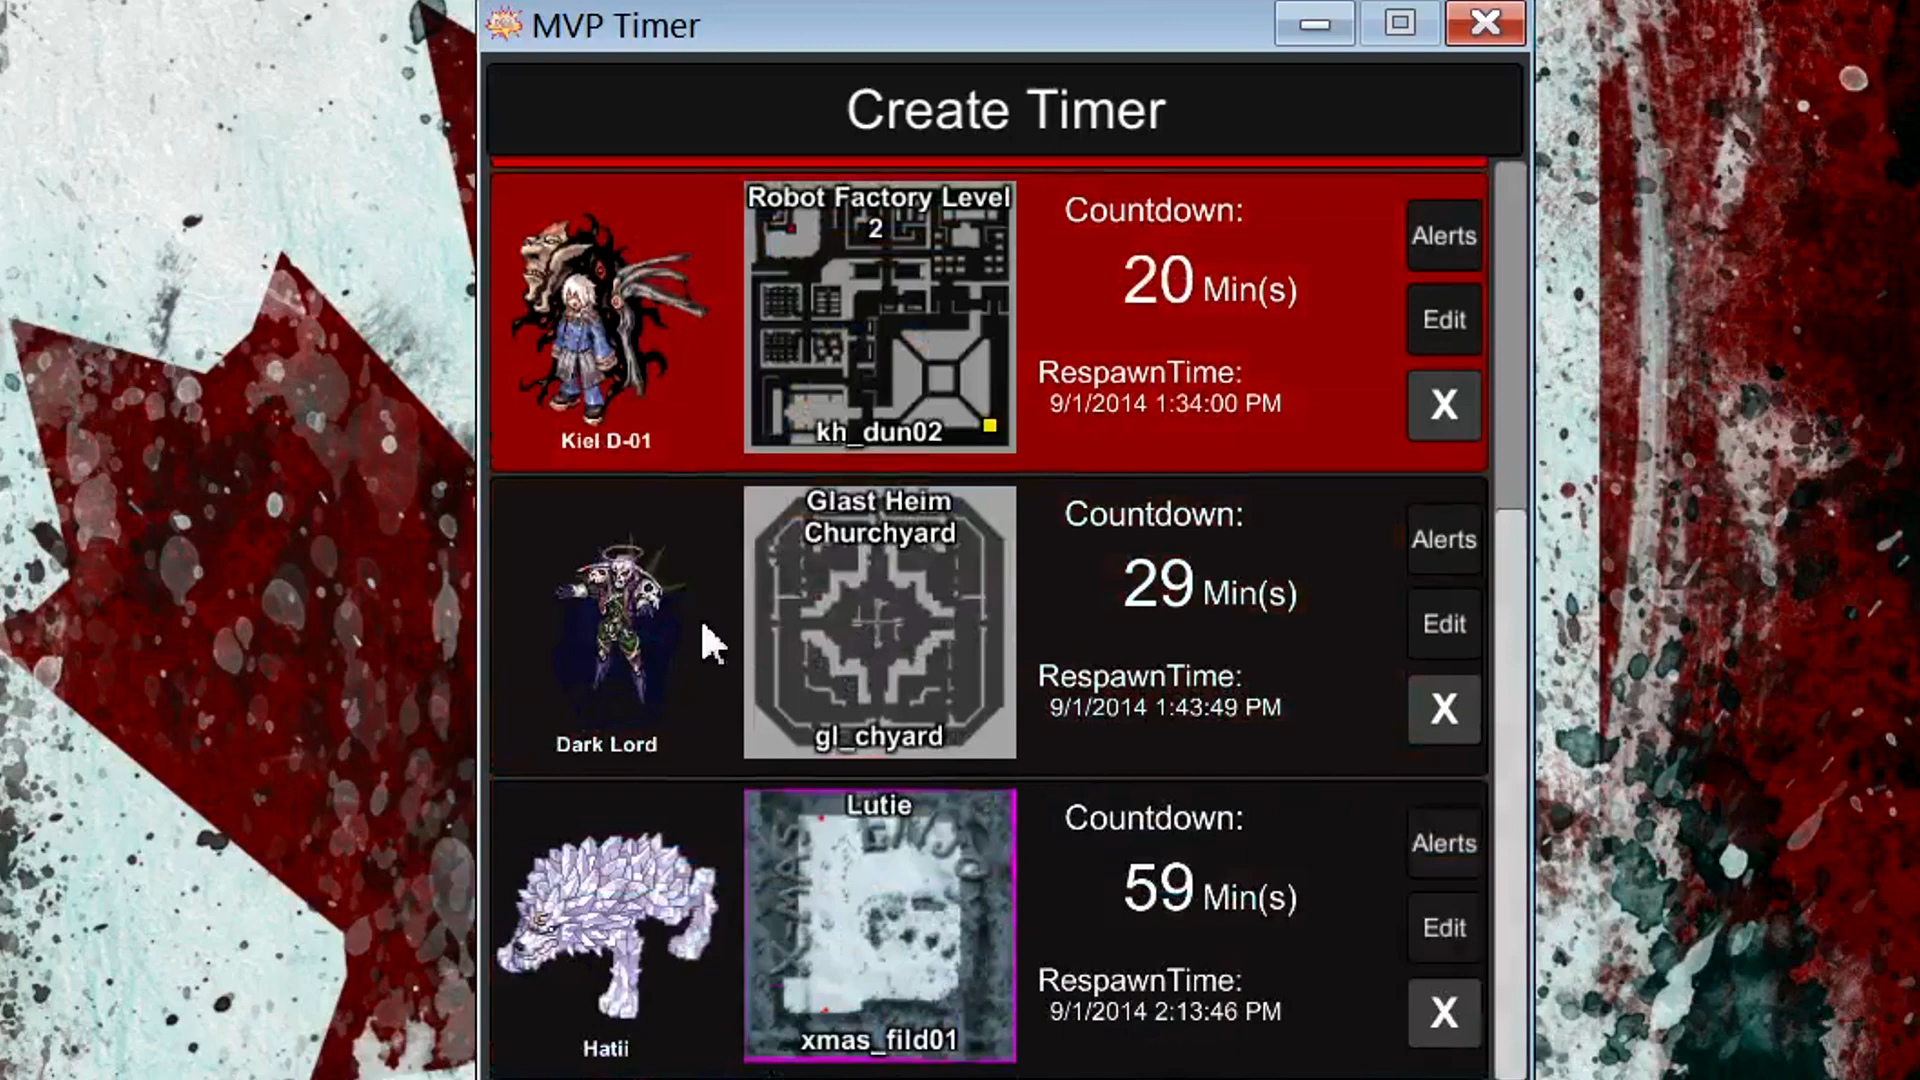 MVP Timer
Create Timer
Robot Factory Level
2
kh_dun02
Kiel D-01
Countdown:
20 Min(s)
RespawnTime:
9/1/2014 1:34:00 PM
Alerts
Edit
X
Glast Heim
Churchyard
gl_chyard
Dark Lord
Countdown:
29 Min(s)
RespawnTime:
9/1/2014 1:43:49 PM
Alerts
Edit
X
Lutie
xmas_fild01
Hatii
Countdown:
59 Min(s)
RespawnTime:
9/1/2014 2:13:46 PM
Alerts
Edit
X